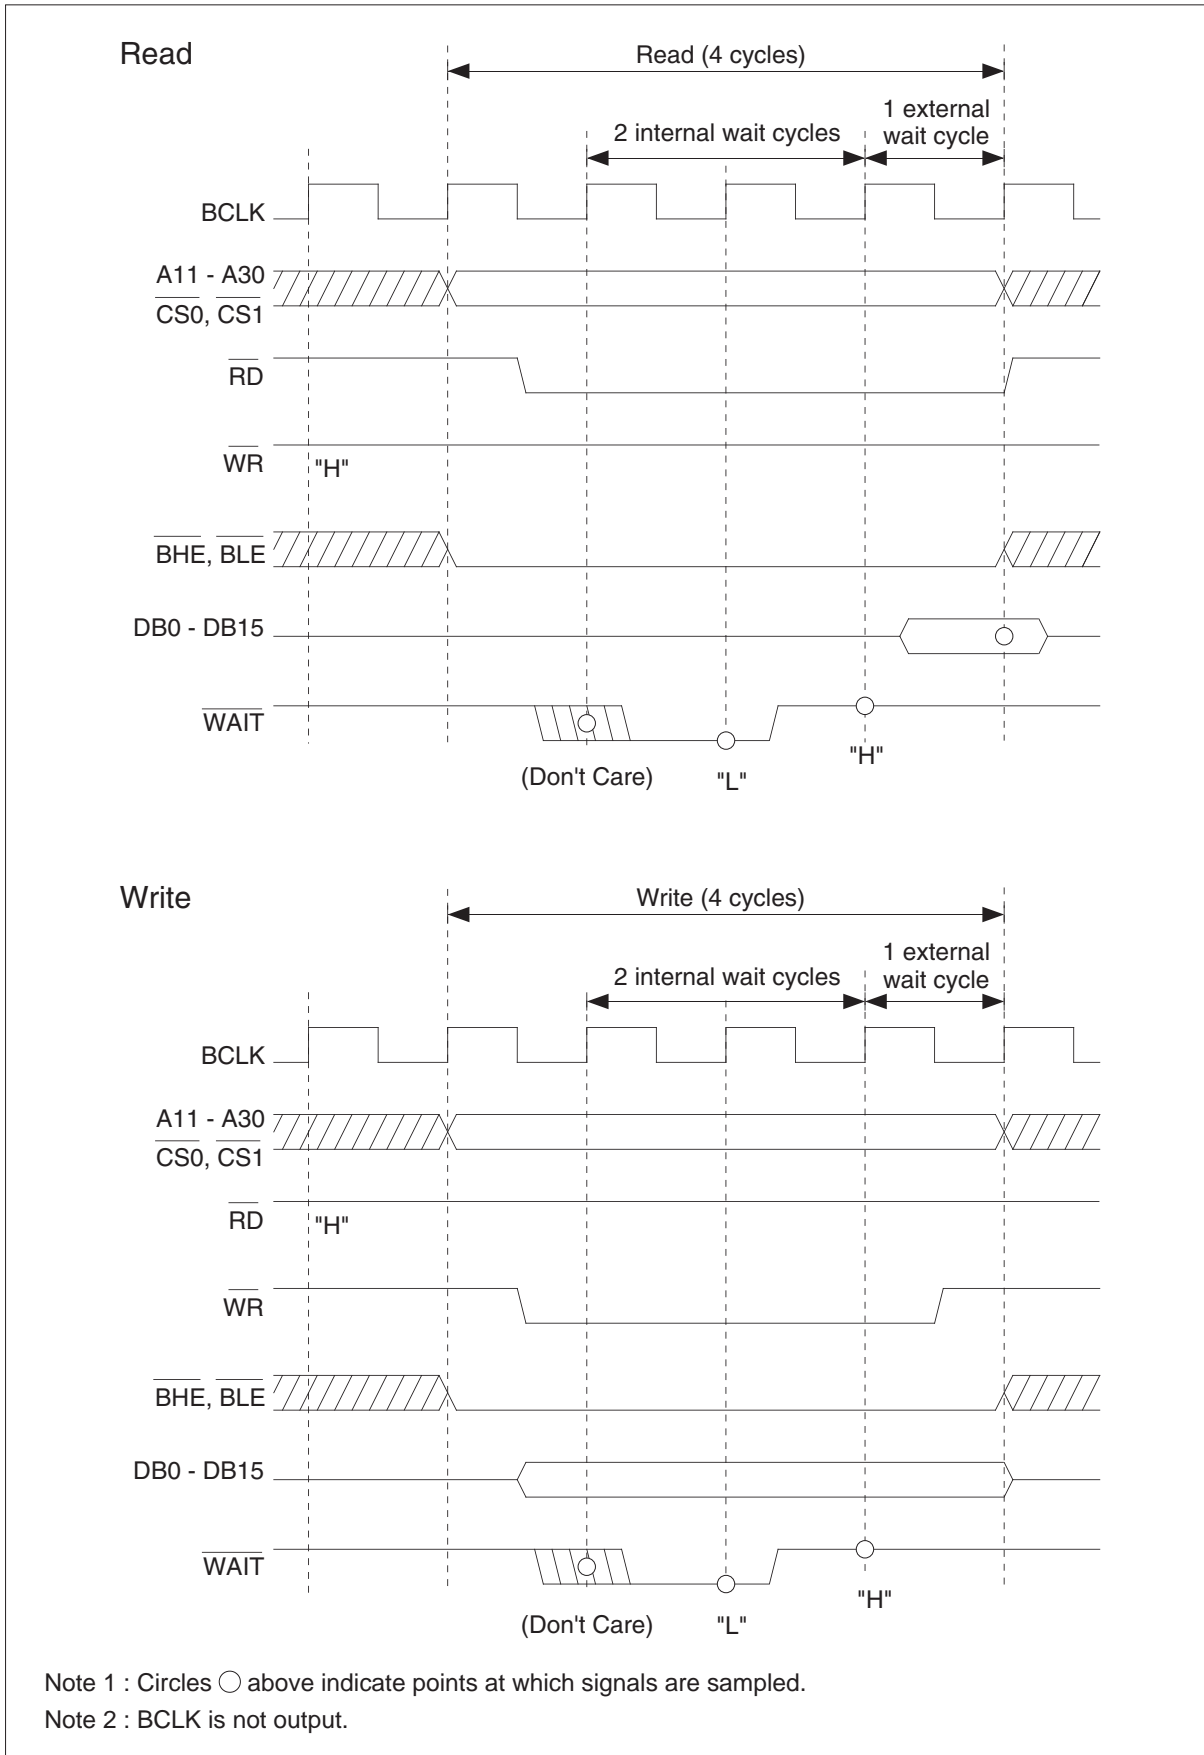 Read
Read (4 cycles)
1 external
2 internal wait cycles
wait cycle
BCLK
A11 - A30
CS0, CS1
RD
WR
"H"
BHE, BLE
DB0 - DB15
WAIT
"H"
(Don't Care)
"L"
Write
Write (4 cycles)
1 external
2 internal wait cycles
wait cycle
BCLK
A11 - A30
CS0, CS1
RD
"H"
WR
BHE, BLE
DB0 - DB15
WAIT
"H"
(Don't Care)
"L"
Note 1 : Circles ○ above indicate points at which signals are sampled.
Note 2 : BCLK is not output.